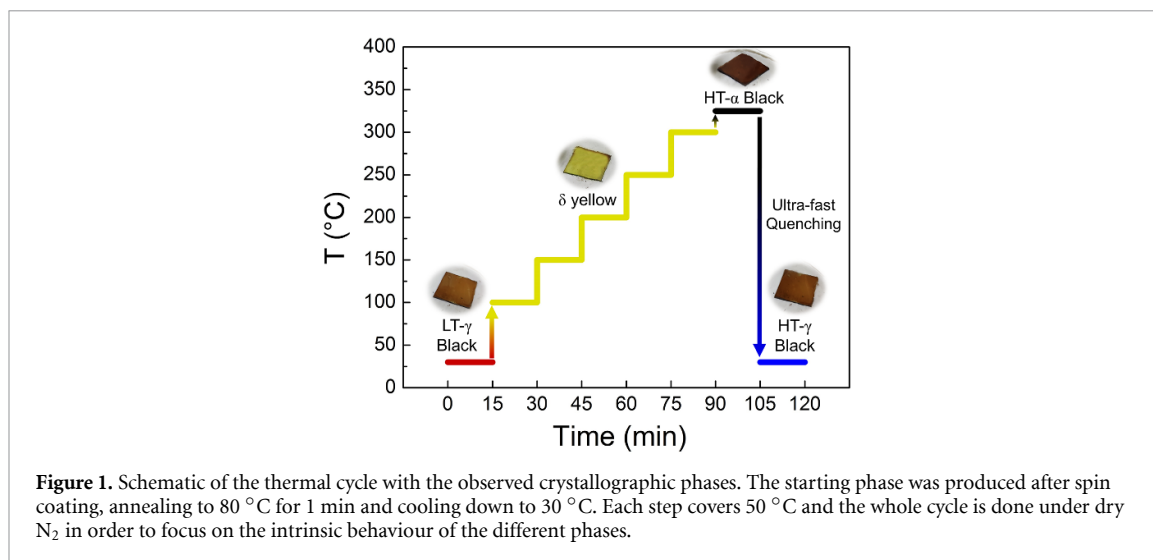 400
350
300
250
200
150
100
50
0
T (°C)
HT-α Black
δ yellow
Ultra-fast
Quenching
LT-γ
Black
HT-γ
Black
0 15 30 45 60 75 90 105 120
Time (min)
Figure 1. Schematic of the thermal cycle with the observed crystallographic phases. The starting phase was produced after spin
coating, annealing to 80 °C for 1 min and cooling down to 30 °C. Each step covers 50 °C and the whole cycle is done under dry
N₂ in order to focus on the intrinsic behaviour of the different phases.